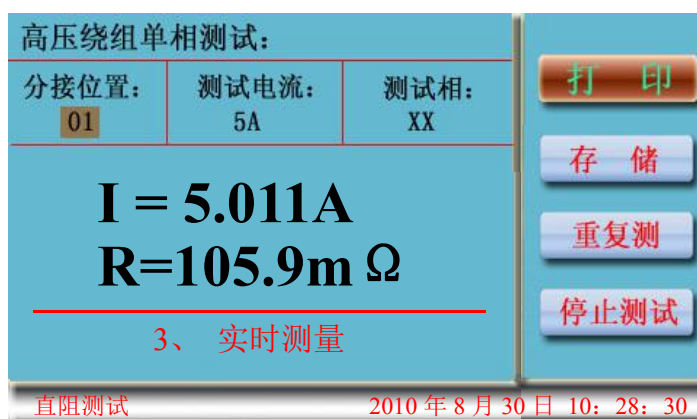 高压绕组单相测试：
分接位置： 测试电流： 测试相：
01 5A XX
I = 5.011A
R=105.9mΩ
3、 实时测量
打 印
存 储
重复测
停止测试
直阻测试 2010 年 8 月 30 日 10：28：30